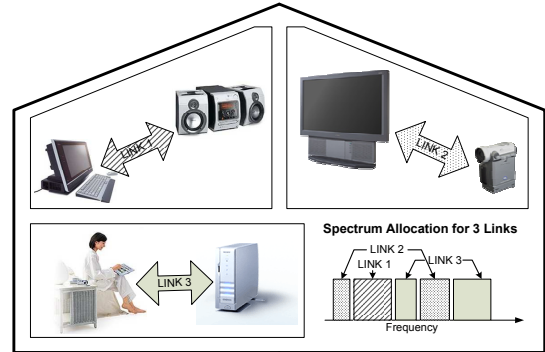 LINK 1
LINK 2
LINK 3
Spectrum Allocation for 3 Links
LINK 2
LINK 1
LINK 3
Frequency